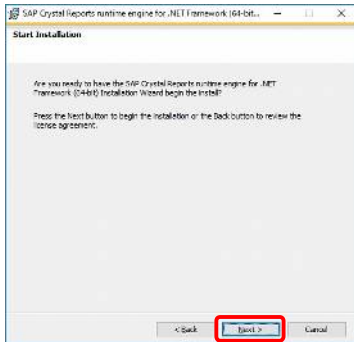 SAP Crystal Reports runtime engine for .NET Framework (64-bit...
Start Installation
Are you ready to have the SAP Crystal Reports runtime engine for .NET
Framework (64-bit) Installation Wizard begin the install?
Press the Next button to begin the installation or the Back button to review the
license agreement.
< Back
Next >
Cancel